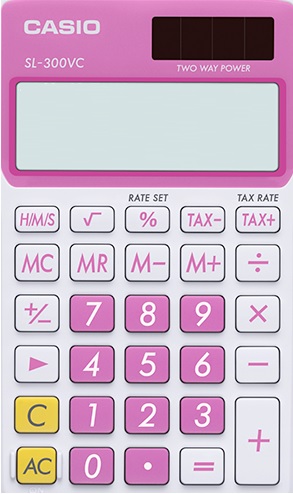 CASIO
SL-300VC
TWO WAY POWER
RATE SET TAX RATE
H/M/S √ % TAX− TAX+
MC MR M− M+ ÷
+/− 7 8 9 ×
▶ 4 5 6 −
C 1 2 3
AC 0 • = +